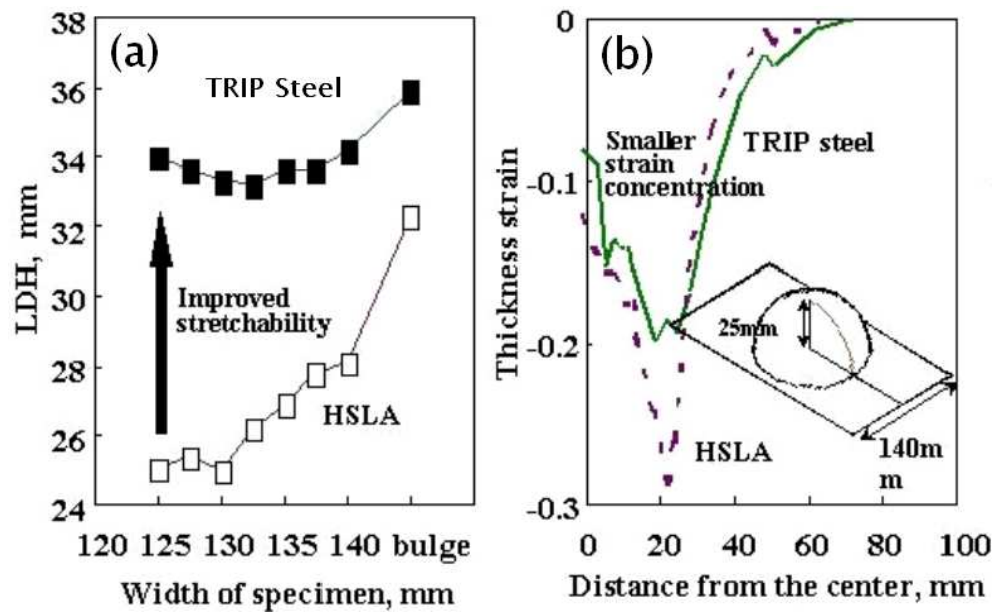 (a)
TRIP Steel
Improved
stretchability
HSLA
LDH, mm
38
36
34
32
30
28
26
24
120 125 130 135 140 bulge
Width of specimen, mm
(b)
Smaller
strain
concentration
TRIP steel
25mm
HSLA
140m
m
Thickness strain
0
-0.1
-0.2
-0.3
0 20 40 60 80 100
Distance from the center, mm